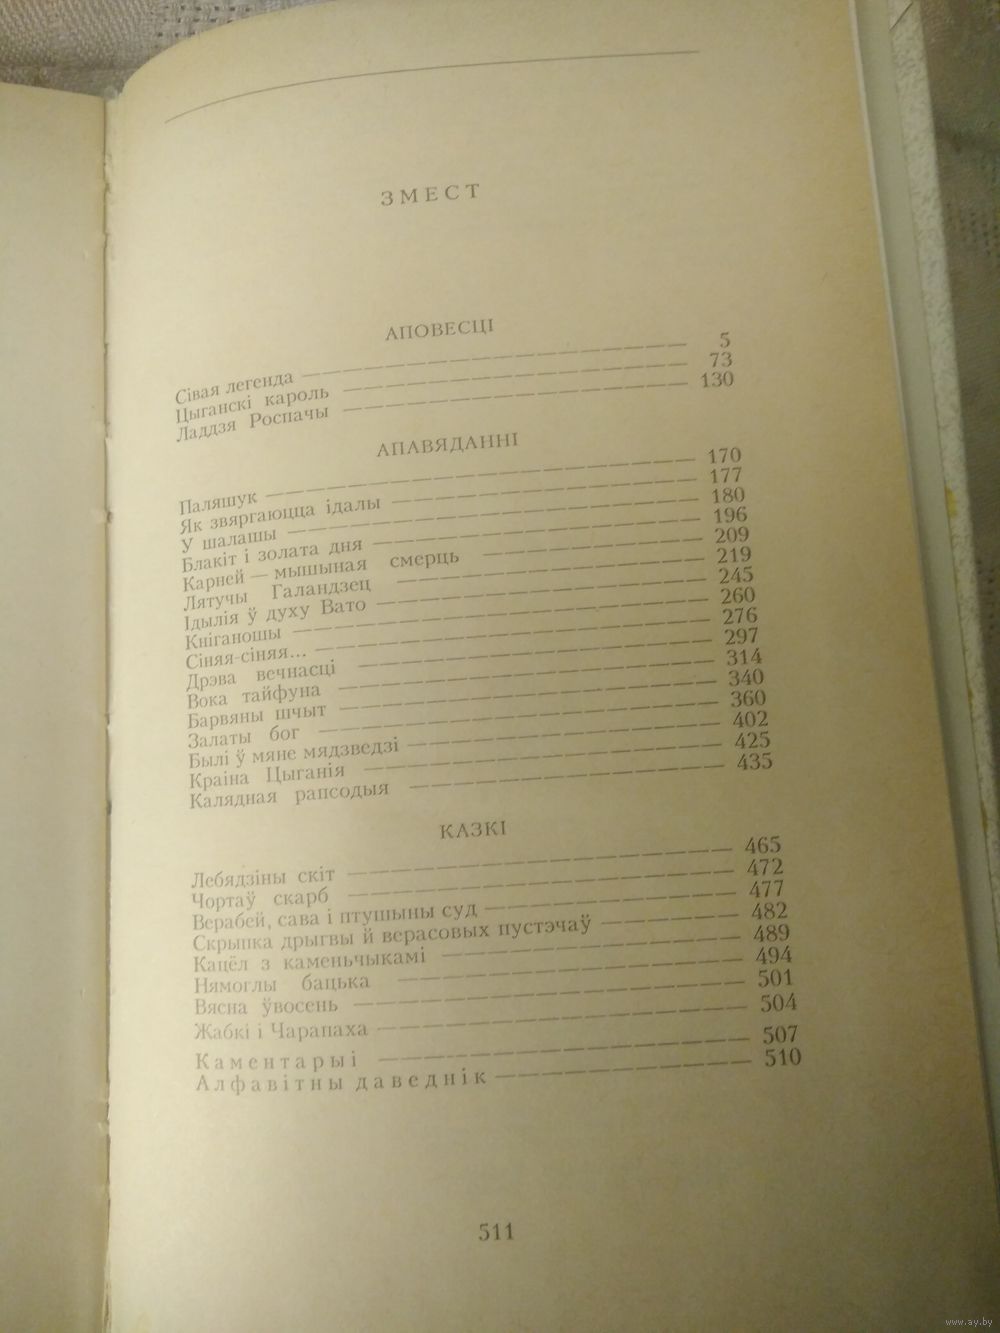 ЗМЕСТ
АПОВЕСЦІ
Сівая легенда — 5
Цыганскі кароль — 73
Ладдзя Роспачы — 130
АПАВЯДАННІ
Паляшук — 170
Як звяргаюцца ідалы — 177
У шалашы — 180
Блакіт і золата дня — 196
Карней — мышыная смерць — 209
Лятучы Галандзец — 219
Ідылія ў духу Вато — 245
Кніганошы — 260
Сіняя-сіняя... — 276
Дрэва вечнасці — 297
Вока тайфуна — 314
Барвяны шчыт — 340
Залаты бог — 360
Былі ў мяне мядзведзі — 402
Краіна Цыганія — 425
Калядная рапсодыя — 435
КАЗКІ
Лебядзіны скіт — 465
Чортаў скарб — 472
Верабей, сава і птушыны суд — 477
Скрыпка дрыгвы й верасовых пустэчаў — 482
Кацёл з каменьчыкамі — 489
Нямоглы бацька — 494
Вясна ўвосень — 501
Жабкі і Чарапаха — 504
Каментарыі — 507
Алфавітны даведнік — 510
511
www.ay.by